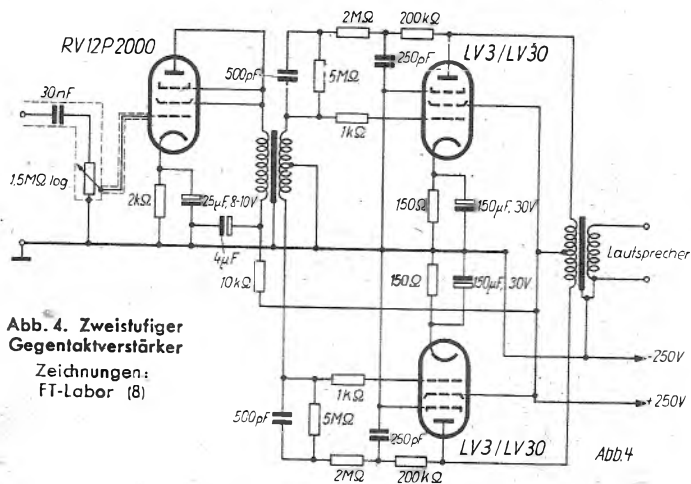 RV12P2000
2MΩ
200kΩ
LV3/LV30
500pF
250pF
5MΩ
30nF
1kΩ
1,5MΩ log
2kΩ
25µF, 8-10V
150Ω
150µF, 30V
4µF
Lautsprecher
10kΩ
150Ω
150µF, 30V
Abb. 4. Zweistufiger
Gegentaktverstärker
Zeichnungen:
FT-Labor (8)
-250V
+250V
1kΩ
500pF
5MΩ
250pF
LV3/LV30
Abb.4
2MΩ
200kΩ